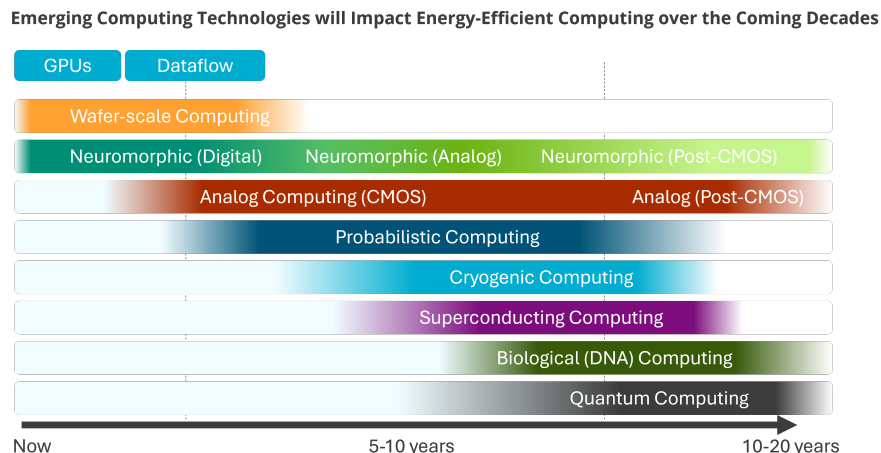 Emerging Computing Technologies will Impact Energy-Efficient Computing over the Coming Decades
GPUs
Dataflow
Wafer-scale Computing
Neuromorphic (Digital)
Neuromorphic (Analog)
Neuromorphic (Post-CMOS)
Analog Computing (CMOS)
Analog (Post-CMOS)
Probabilistic Computing
Cryogenic Computing
Superconducting Computing
Biological (DNA) Computing
Quantum Computing
Now
5-10 years
10-20 years